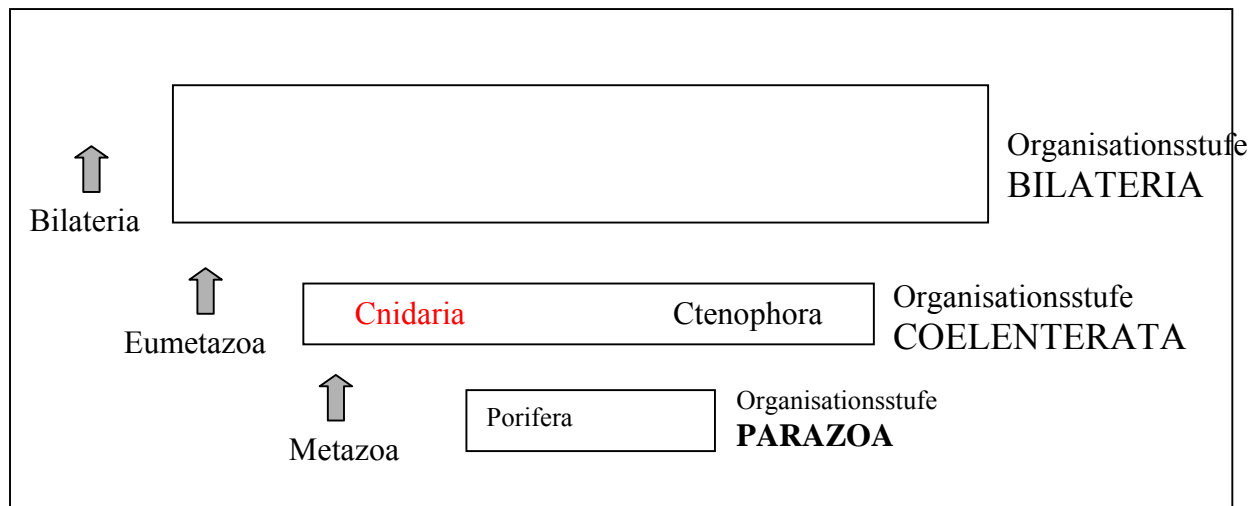 Organisationsstufe
BILATERIA
Bilateria
Cnidaria
Ctenophora
Organisationsstufe
COELENTERATA
Eumetazoa
Porifera
Organisationsstufe
PARAZOA
Metazoa